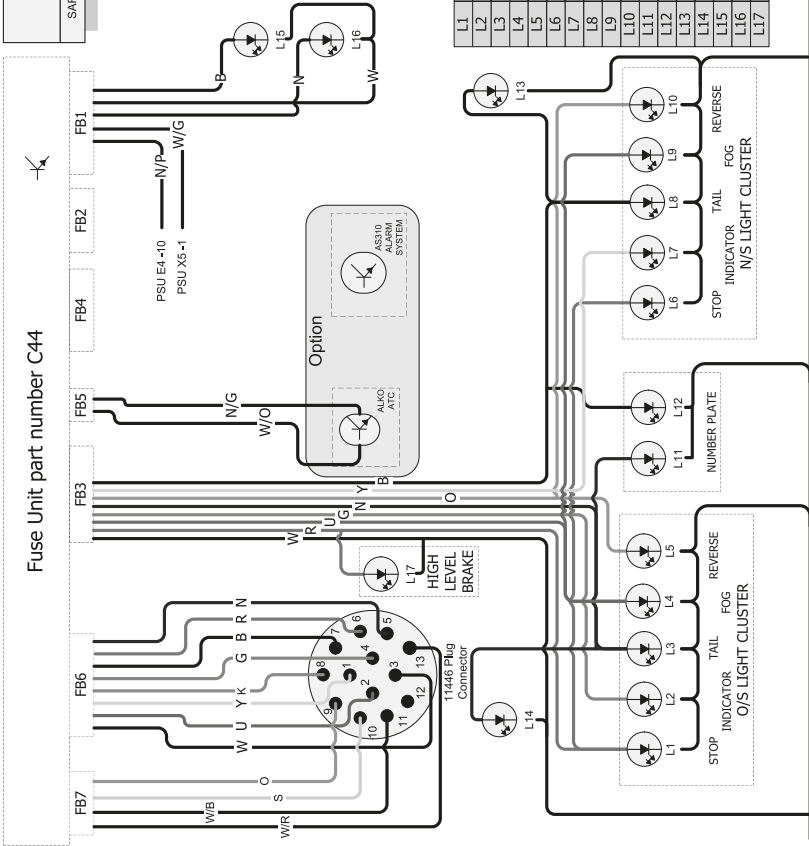 SAR
L1
L2
L3
L4
L5
L6
L7
L8
L9
L10
L11
L12
L13
L14
L15
L16
L17
Fuse Unit part number C44
FB1
FB2
FB4
FB5
FB3
FB6
FB7
B
N
W
L15
L16
N/P
W/G
PSU E4 -10
PSU X5 -1
Option
AS310
ALARM
SYSTEM
ALKO
ATC
N/G
W/O
B
Y
O
N
G
U
R
W
L17
HIGH
LEVEL
BRAKE
N
R
B
G
K
Y
U
W
O
S
W/B
W/R
1
2
3
4
5
6
7
8
9
10
11
12
13
11446 Plug
Connector
L13
L14
L10
L9
L8
L7
L6
REVERSE
FOG
TAIL
INDICATOR
STOP
N/S LIGHT CLUSTER
L12
L11
NUMBER PLATE
L5
L4
L3
L2
L1
REVERSE
FOG
TAIL
INDICATOR
STOP
O/S LIGHT CLUSTER